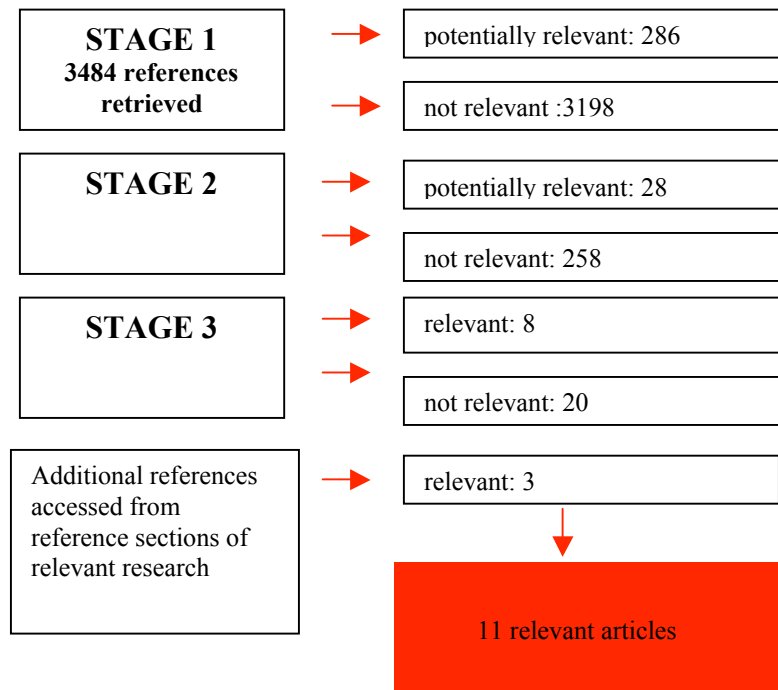 STAGE 1
3484 references
retrieved
potentially relevant: 286
not relevant :3198
STAGE 2
potentially relevant: 28
not relevant: 258
STAGE 3
relevant: 8
not relevant: 20
Additional references
accessed from
reference sections of
relevant research
relevant: 3
11 relevant articles